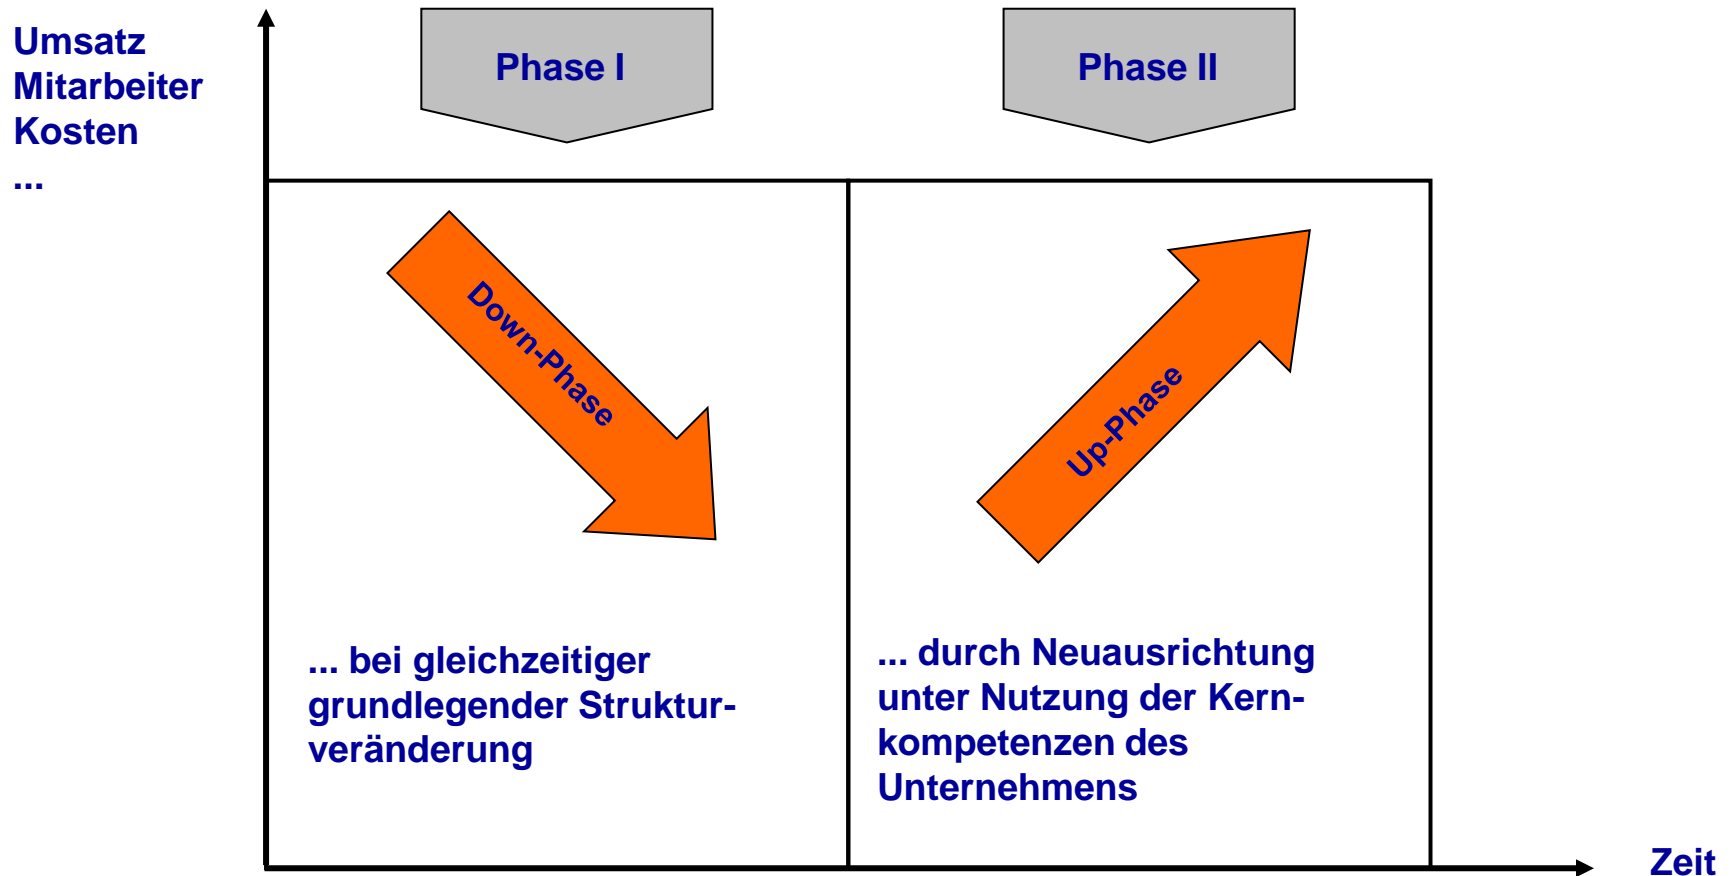 Umsatz
Mitarbeiter
Kosten
...
Phase I
Phase II
Down-Phase
Up-Phase
... bei gleichzeitiger
grundlegender Struktur-
veränderung
... durch Neuausrichtung
unter Nutzung der Kern-
kompetenzen des
Unternehmens
Zeit